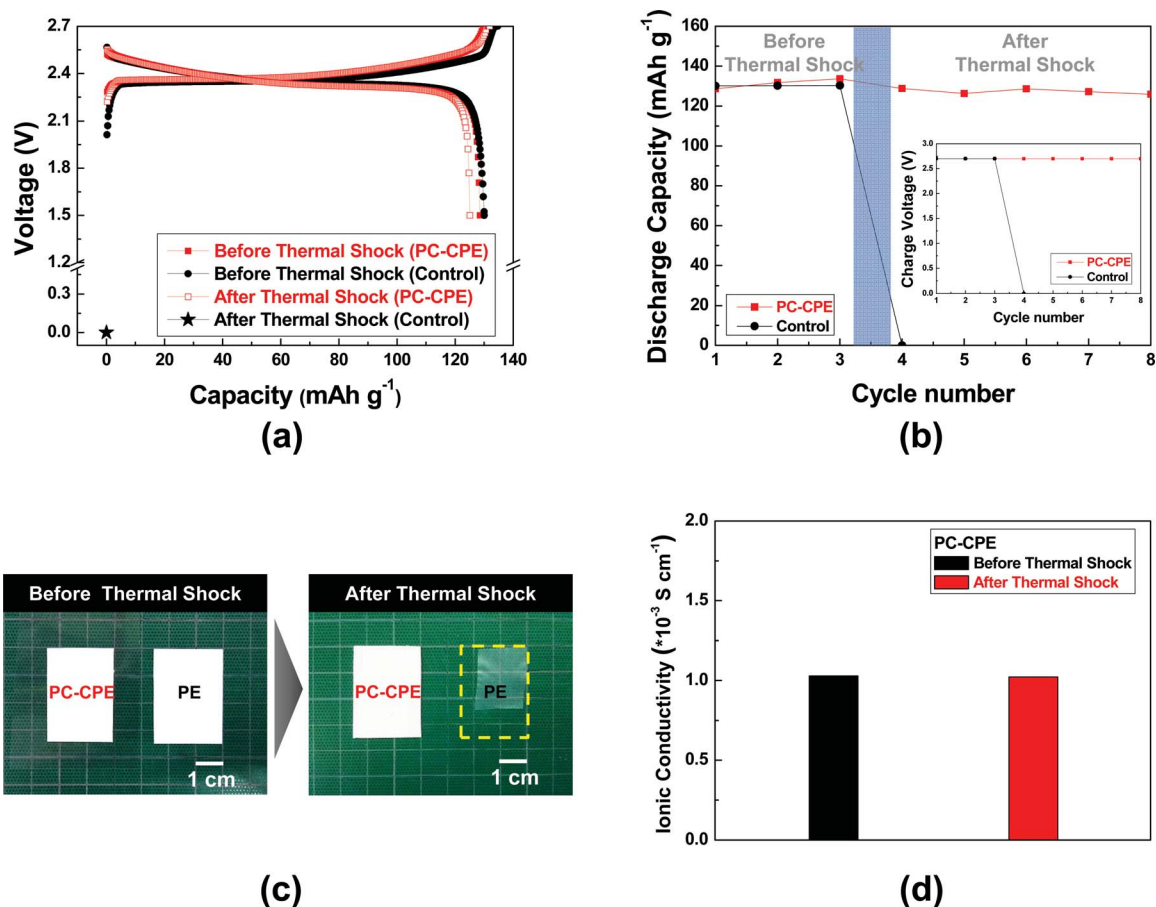 2.7
2.4
2.1
1.8
1.5
1.2
0.3
0.0
Voltage (V)
Before Thermal Shock (PC-CPE)
Before Thermal Shock (Control)
After Thermal Shock (PC-CPE)
After Thermal Shock (Control)
0 20 40 60 80 100 120 140
Capacity (mAh g⁻¹)
(a)
160
140
120
100
80
60
40
20
0
Discharge Capacity (mAh g⁻¹)
Before
Thermal Shock
After
Thermal Shock
PC-CPE
Control
3.0
2.5
2.0
1.5
1.0
0.5
0.0
Charge Voltage (V)
PC-CPE
Control
1 2 3 4 5 6 7 8
Cycle number
1 2 3 4 5 6 7 8
Cycle number
(b)
Before Thermal Shock
PC-CPE
PE
1 cm
After Thermal Shock
PC-CPE
PE
1 cm
(c)
2.0
1.5
1.0
0.5
0.0
Ionic Conductivity (*10⁻³ S cm⁻¹)
PC-CPE
Before Thermal Shock
After Thermal Shock
(d)